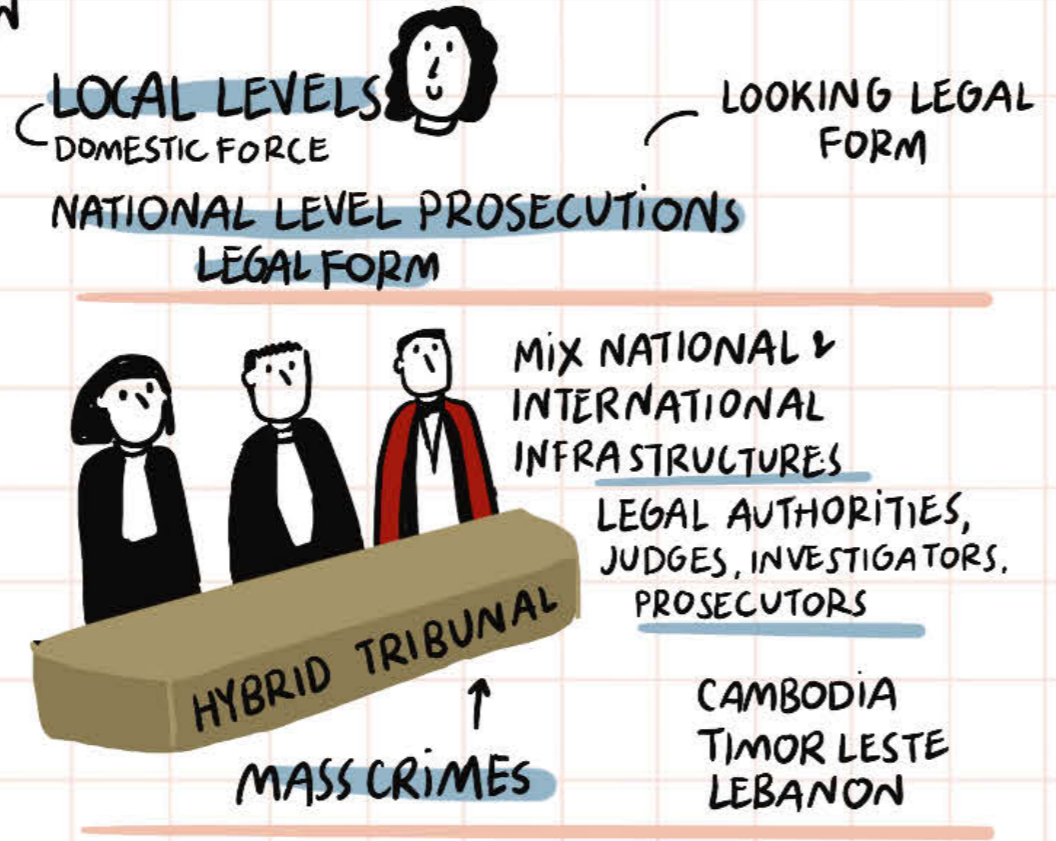 LOCAL LEVELS
DOMESTIC FORCE
LOOKING LEGAL
FORM
NATIONAL LEVEL PROSECUTIONS
LEGAL FORM
MIX NATIONAL &
INTERNATIONAL
INFRASTRUCTURES
LEGAL AUTHORITIES,
JUDGES, INVESTIGATORS.
PROSECUTORS
HYBRID TRIBUNAL
MASS CRIMES
CAMBODIA
TIMOR LESTE
LEBANON